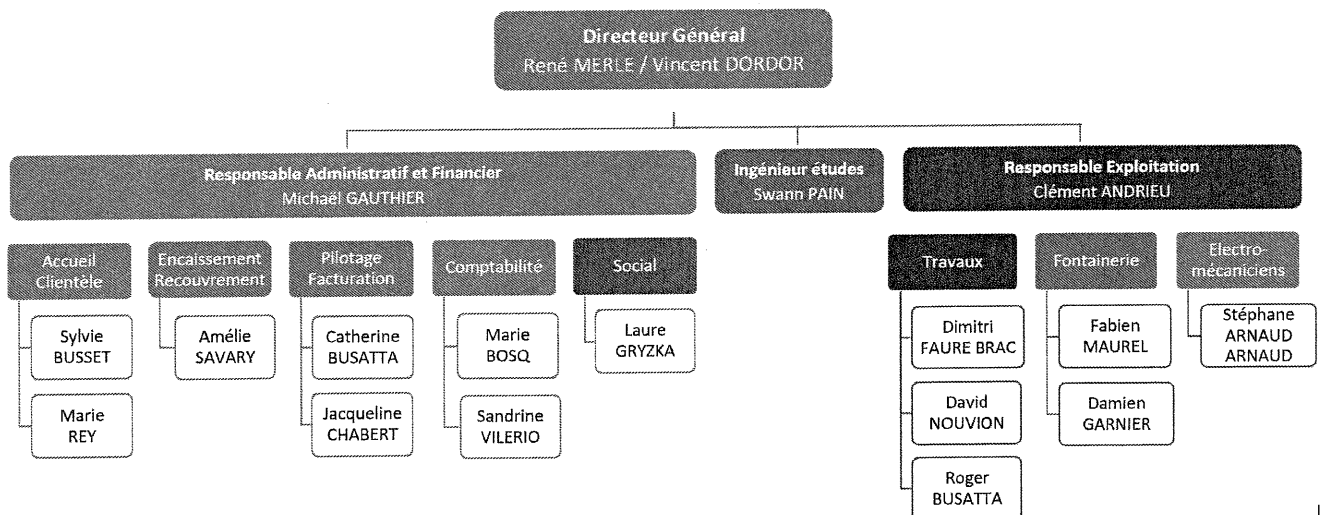 Directeur Général
René MERLE / Vincent DORDOR
Responsable Administratif et Financier
Michaël GAUTHIER
Ingénieur études
Swann PAIN
Responsable Exploitation
Clément ANDRIEU
Accueil
Clientèle
Encaissement
Recouvrement
Pilotage
Facturation
Comptabilité
Social
Travaux
Fontainerie
Electro-
mécaniciens
Sylvie
BUSSET
Marie
REY
Amélie
SAVARY
Catherine
BUSATTA
Jacqueline
CHABERT
Marie
BOSQ
Sandrine
VILERIO
Laure
GRYZKA
Dimitri
FAURE BRAC
David
NOUVION
Roger
BUSATTA
Fabien
MAUREL
Damien
GARNIER
Stéphane
ARNAUD
ARNAUD